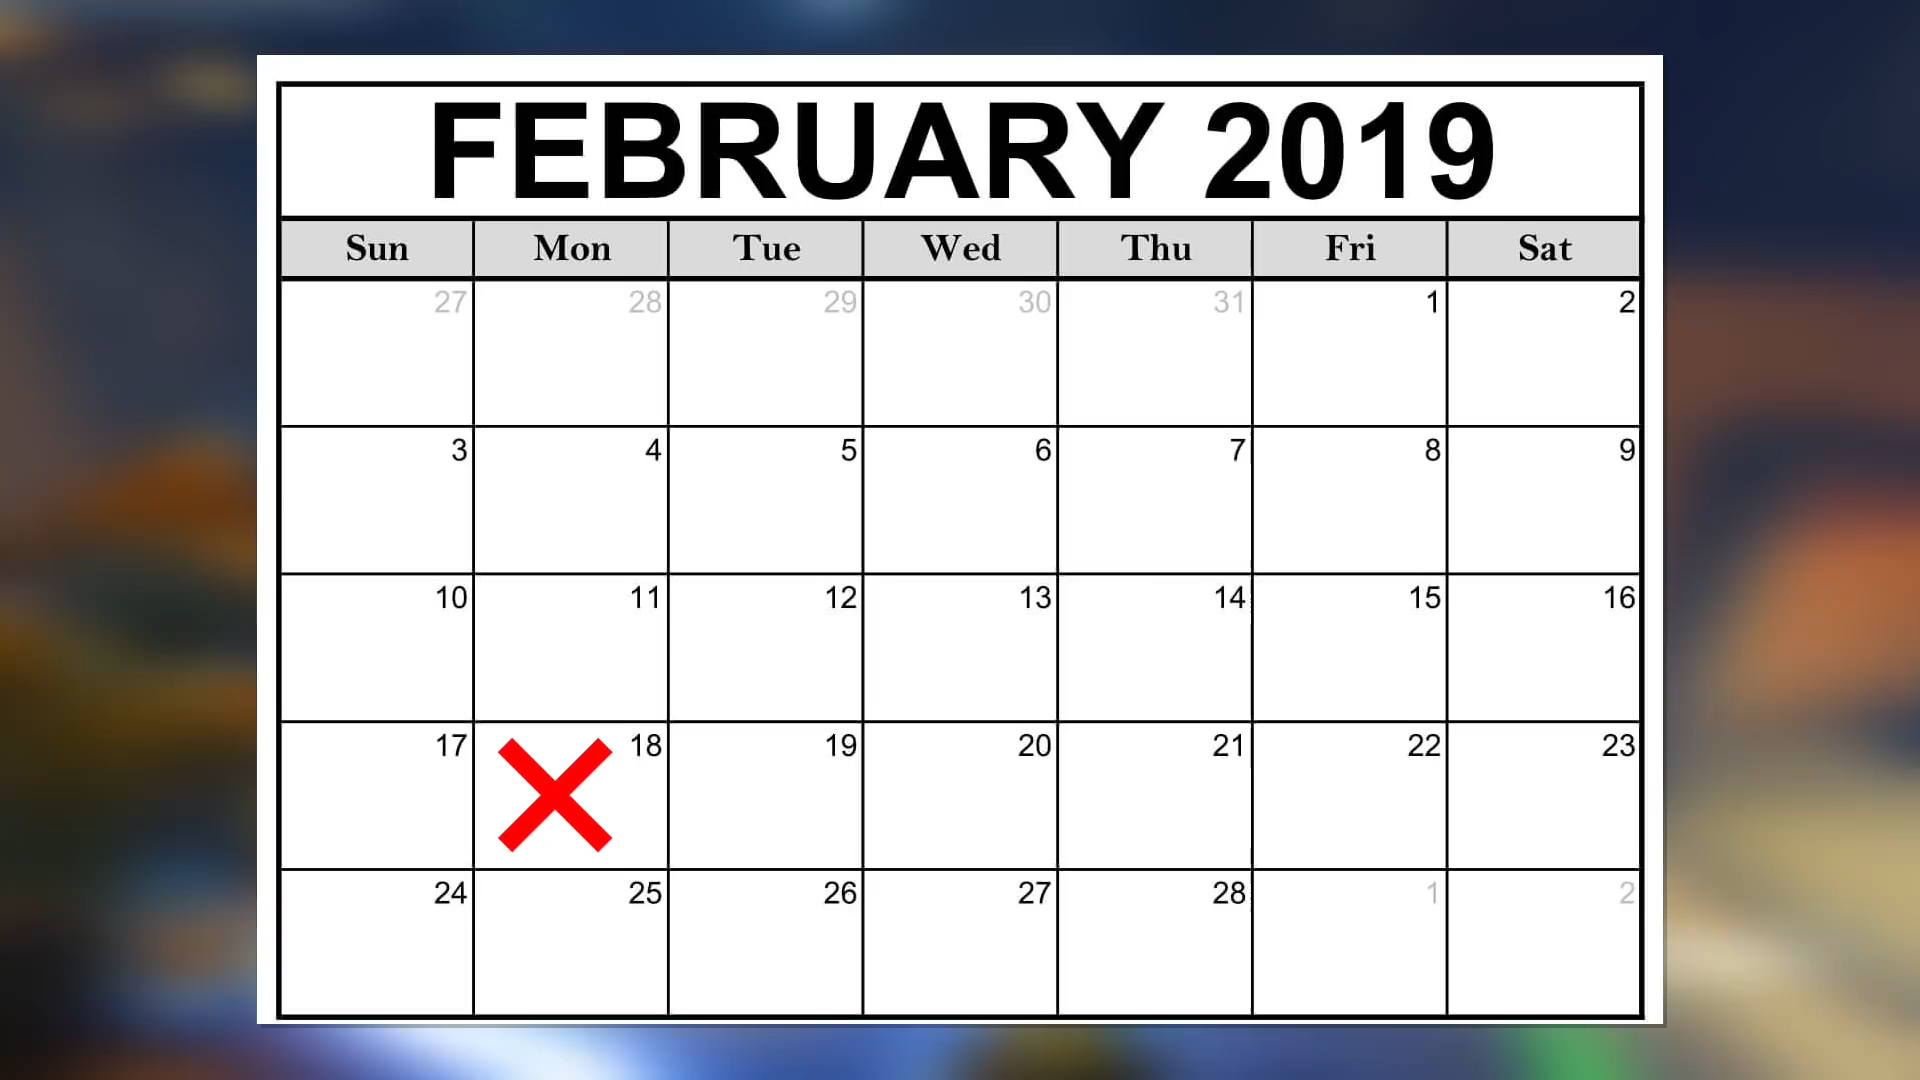 FEBRUARY 2019
Sun Mon Tue Wed Thu Fri Sat
27 28 29 30 31 1 2
3 4 5 6 7 8 9
10 11 12 13 14 15 16
17 18 19 20 21 22 23
24 25 26 27 28 1 2